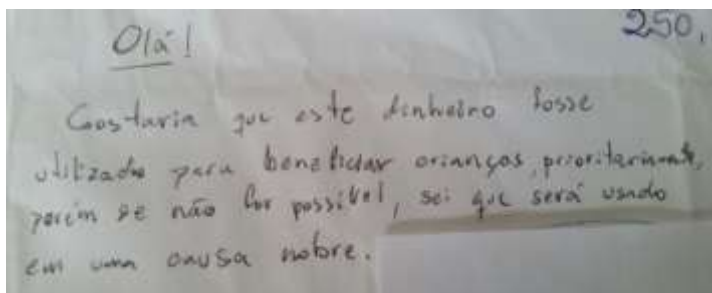 250,
Olá!
Gostaria que este dinheiro fosse
utilizado para beneficiar crianças, prioritariamente,
porém se não for possível, sei que será usado
em uma causa nobre.